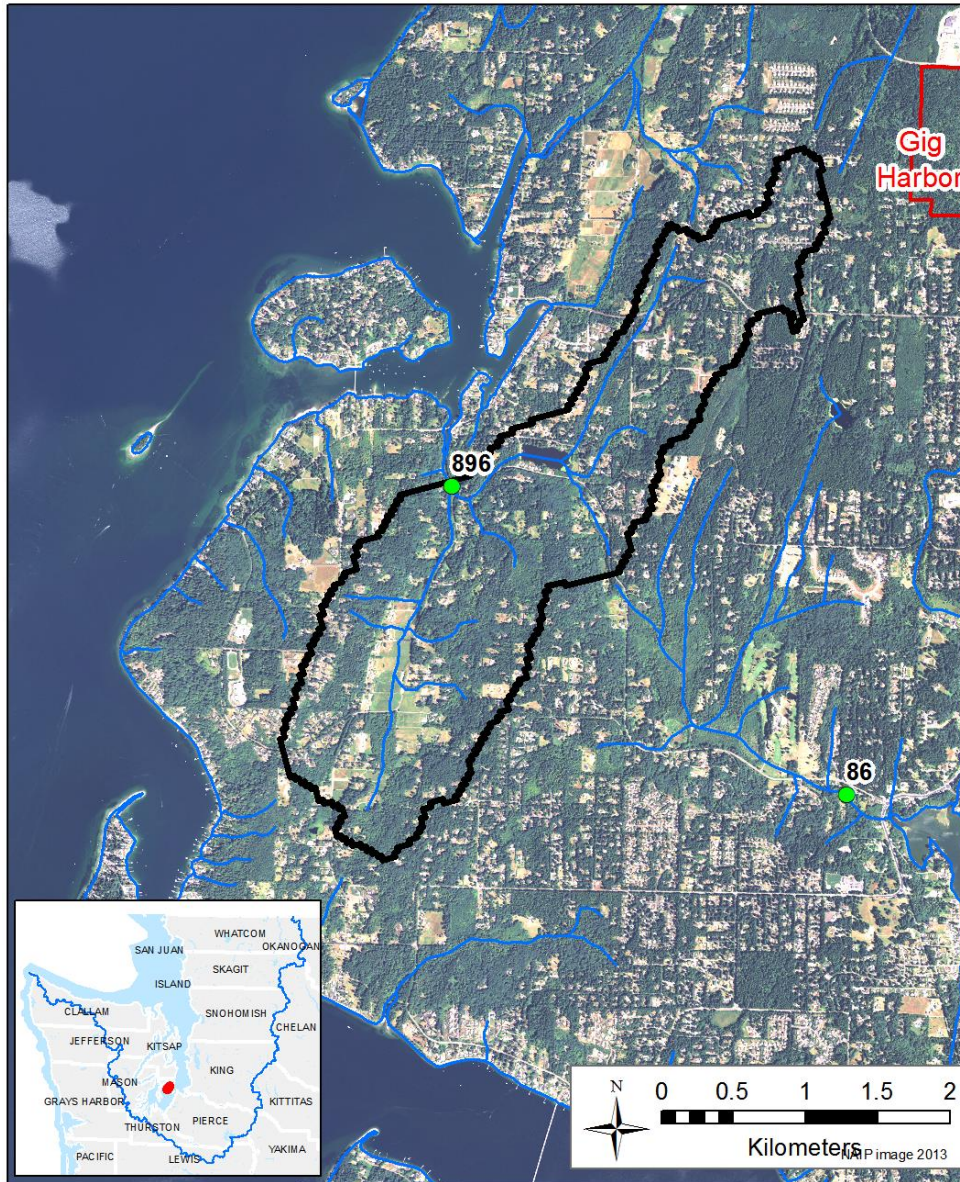 Gig
Harbor
896
86
WHATCOM
SAN JUAN
OKANOGAN
SKAGIT
ISLAND
SNOHOMISH
CLALLAM
CHELAN
JEFFERSON
KITSAP
KING
MASON
GRAYS HARBOR
KITTITAS
PIERCE
THURSTON
YAKIMA
PACIFIC
LEWIS
N
0 0.5 1 1.5 2
Kilometers
NAIP image 2013